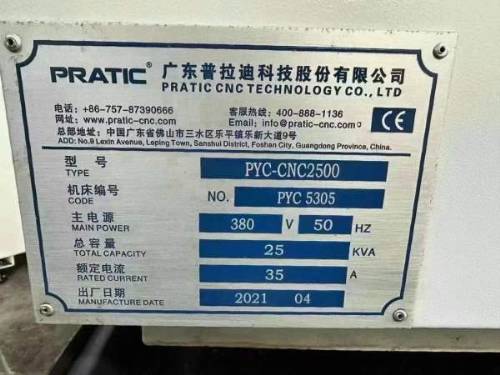 PRATIC® 广东普拉迪科技股份有限公司
PRATIC CNC TECHNOLOGY CO., LTD
电话: +86-757-87390666 客服热线: 400-888-1136
网址: www.pratic-cnc.com Email: info@pratic-cnc.com
总部地址: 中国广东省佛山市三水区乐平镇乐新大道9号
ADD: No.9 Lexin Avenue, Leping Town, Sanshui District, Foshan City, Guangdong Province, China.
CE
型号 PYC-CNC2500
TYPE
机床编号 NO. PYC 5305
CODE
主电源 380 V 50 HZ
MAIN POWER
总容量 25 KVA
TOTAL CAPACITY
额定电流 35 A
RATED CURRENT
出厂日期 2021 04
MANUFACTURE DATE